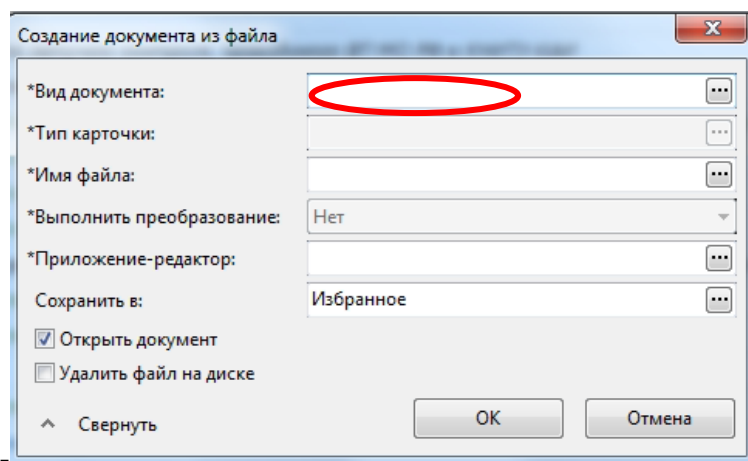 Создание документа из файла
*Вид документа:
*Тип карточки:
*Имя файла:
*Выполнить преобразование: Нет
*Приложение-редактор:
Сохранить в: Избранное
Открыть документ
Удалить файл на диске
Свернуть ОК Отмена